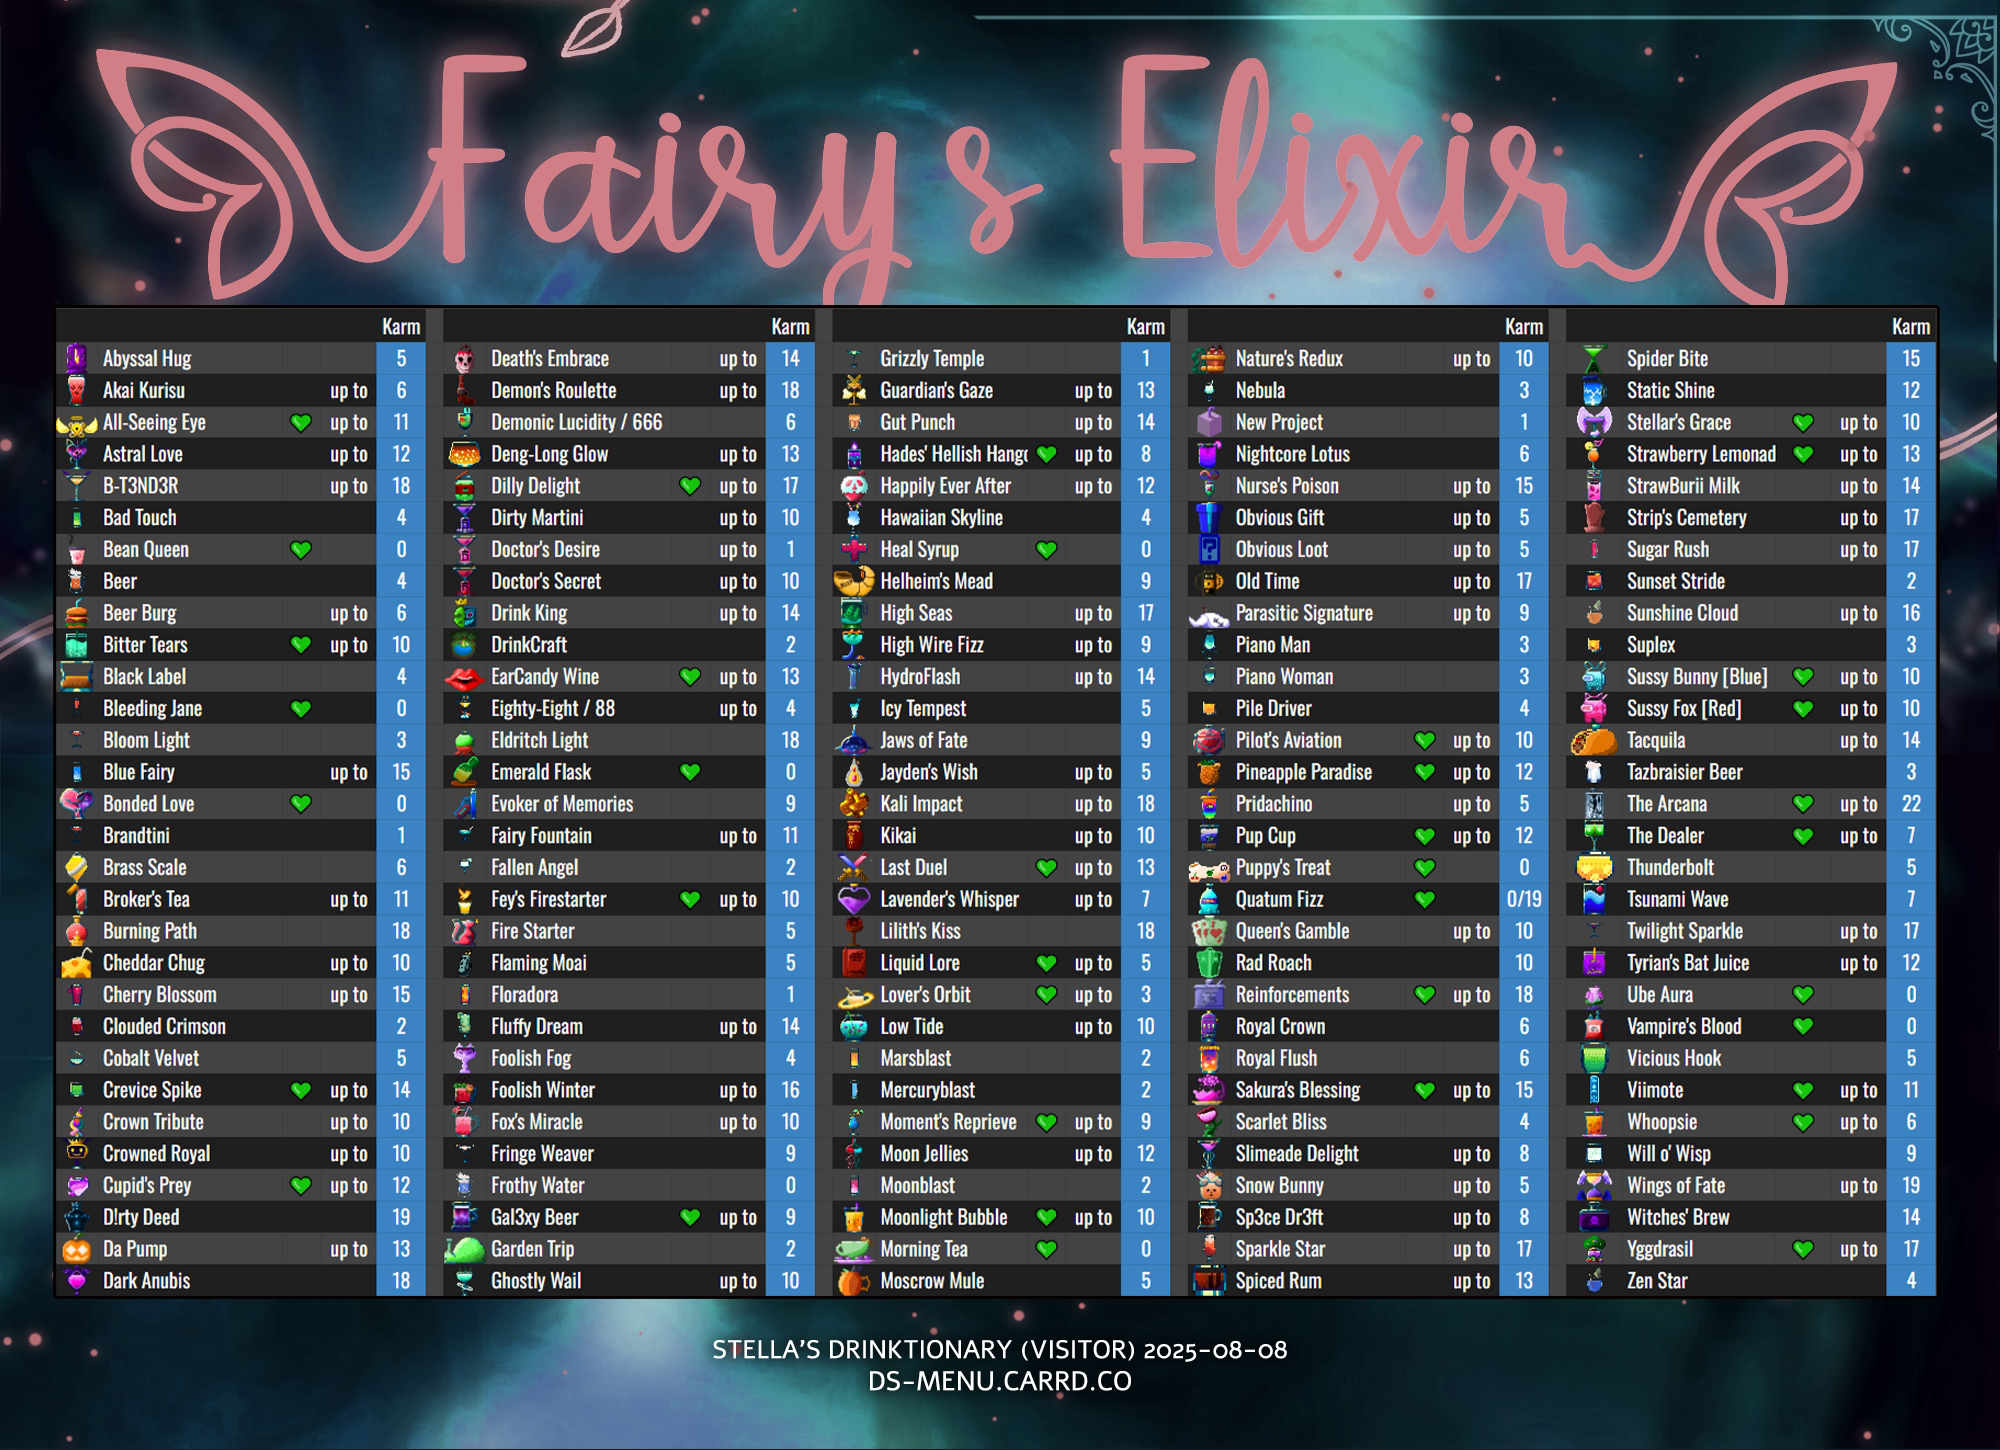 Fairy's Elixir
Karm
Abyssal Hug 5
Akai Kurisu up to 6
All-Seeing Eye up to 11
Astral Love up to 12
B-T3ND3R up to 18
Bad Touch 4
Bean Queen 0
Beer 4
Beer Burg up to 6
Bitter Tears up to 10
Black Label 4
Bleeding Jane 0
Bloom Light 3
Blue Fairy up to 15
Bonded Love 0
Brandtini 1
Brass Scale 6
Broker's Tea up to 11
Burning Path 18
Cheddar Chug up to 10
Cherry Blossom up to 15
Clouded Crimson 2
Cobalt Velvet 5
Crevice Spike up to 14
Crown Tribute up to 10
Crowned Royal up to 10
Cupid's Prey up to 12
D!rty Deed 19
Da Pump up to 13
Dark Anubis 18
Karm
Death's Embrace up to 14
Demon's Roulette up to 18
Demonic Lucidity / 666 6
Deng-Long Glow up to 13
Dilly Delight up to 17
Dirty Martini up to 10
Doctor's Desire up to 1
Doctor's Secret up to 10
Drink King up to 14
DrinkCraft 2
EarCandy Wine up to 13
Eighty-Eight / 88 up to 4
Eldritch Light 18
Emerald Flask 0
Evoker of Memories 9
Fairy Fountain up to 11
Fallen Angel 2
Fey's Firestarter up to 10
Fire Starter 5
Flaming Moai 5
Floradora 1
Fluffy Dream up to 14
Foolish Fog 4
Foolish Winter up to 16
Fox's Miracle up to 10
Fringe Weaver 9
Frothy Water 0
Gal3xy Beer up to 9
Garden Trip 2
Ghostly Wail up to 10
Karm
Grizzly Temple 1
Guardian's Gaze up to 13
Gut Punch up to 14
Hades' Hellish Hang up to 8
Happily Ever After up to 12
Hawaiian Skyline 4
Heal Syrup 0
Helheim's Mead 9
High Seas up to 17
High Wire Fizz up to 9
HydroFlash up to 14
Icy Tempest 5
Jaws of Fate 9
Jayden's Wish up to 5
Kali Impact up to 18
Kikai up to 10
Last Duel up to 13
Lavender's Whisper up to 7
Lilith's Kiss 18
Liquid Lore up to 5
Lover's Orbit up to 3
Low Tide up to 10
Marsblast 2
Mercuryblast 2
Moment's Reprieve up to 9
Moon Jellies up to 12
Moonblast 2
Moonlight Bubble up to 10
Morning Tea 0
Moscrow Mule 5
Karm
Nature's Redux up to 10
Nebula 3
New Project 1
Nightcore Lotus 6
Nurse's Poison up to 15
Obvious Gift up to 5
Obvious Loot up to 5
Old Time up to 17
Parasitic Signature up to 9
Piano Man 3
Piano Woman 3
Pile Driver 4
Pilot's Aviation up to 10
Pineapple Paradise up to 12
Pridachino up to 5
Pup Cup up to 12
Puppy's Treat 0
Quatum Fizz 0/19
Queen's Gamble up to 10
Rad Roach 10
Reinforcements up to 18
Royal Crown 6
Royal Flush 6
Sakura's Blessing up to 15
Scarlet Bliss 4
Slimeade Delight up to 8
Snow Bunny up to 5
Sp3ce Dr3ft up to 8
Sparkle Star up to 17
Spiced Rum up to 13
Karm
Spider Bite 15
Static Shine 12
Stellar's Grace up to 10
Strawberry Lemonad up to 13
StrawBurii Milk up to 14
Strip's Cemetery up to 17
Sugar Rush up to 17
Sunset Stride 2
Sunshine Cloud up to 16
Suplex 3
Sussy Bunny [Blue] up to 10
Sussy Fox [Red] up to 10
Tacquila up to 14
Tazbraisier Beer 3
The Arcana up to 22
The Dealer up to 7
Thunderbolt 5
Tsunami Wave 7
Twilight Sparkle up to 17
Tyrian's Bat Juice up to 12
Ube Aura 0
Vampire's Blood 0
Vicious Hook 5
Viimote up to 11
Whoopsie up to 6
Will o' Wisp 9
Wings of Fate up to 19
Witches' Brew 14
Yggdrasil up to 17
Zen Star 4
STELLA'S DRINKTIONARY (VISITOR) 2025-08-08
DS-MENU.CARRD.CO